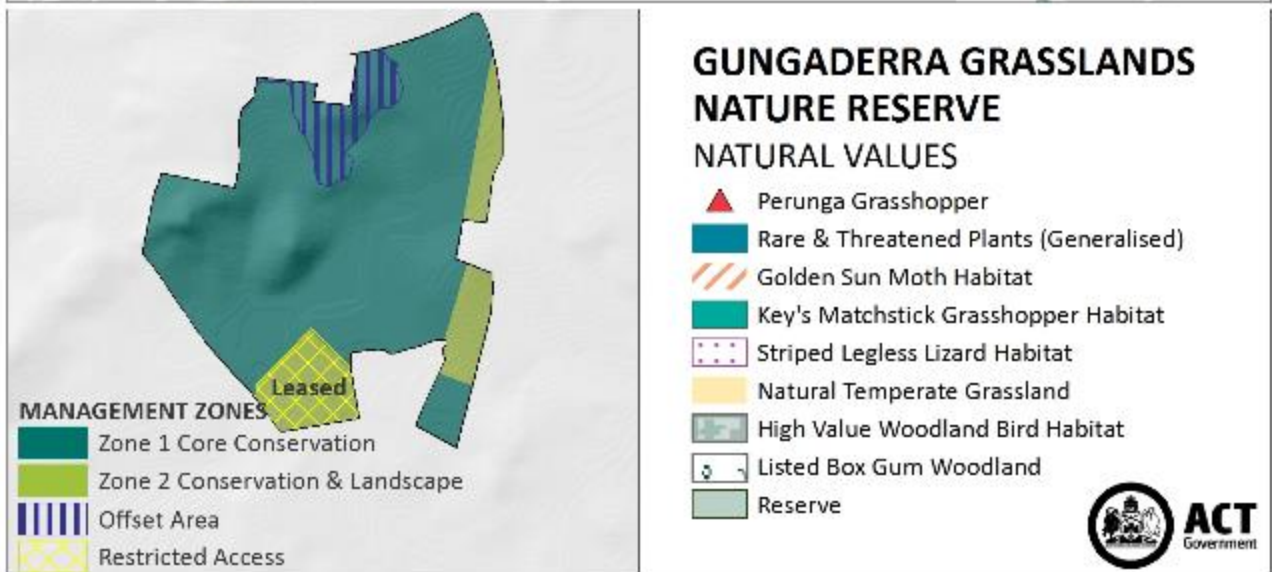 Leased
MANAGEMENT ZONES
Zone 1 Core Conservation
Zone 2 Conservation & Landscape
Offset Area
Restricted Access
GUNGADERRA GRASSLANDS
NATURE RESERVE
NATURAL VALUES
Perunga Grasshopper
Rare & Threatened Plants (Generalised)
Golden Sun Moth Habitat
Key's Matchstick Grasshopper Habitat
Striped Legless Lizard Habitat
Natural Temperate Grassland
High Value Woodland Bird Habitat
Listed Box Gum Woodland
Reserve
ACT
Government